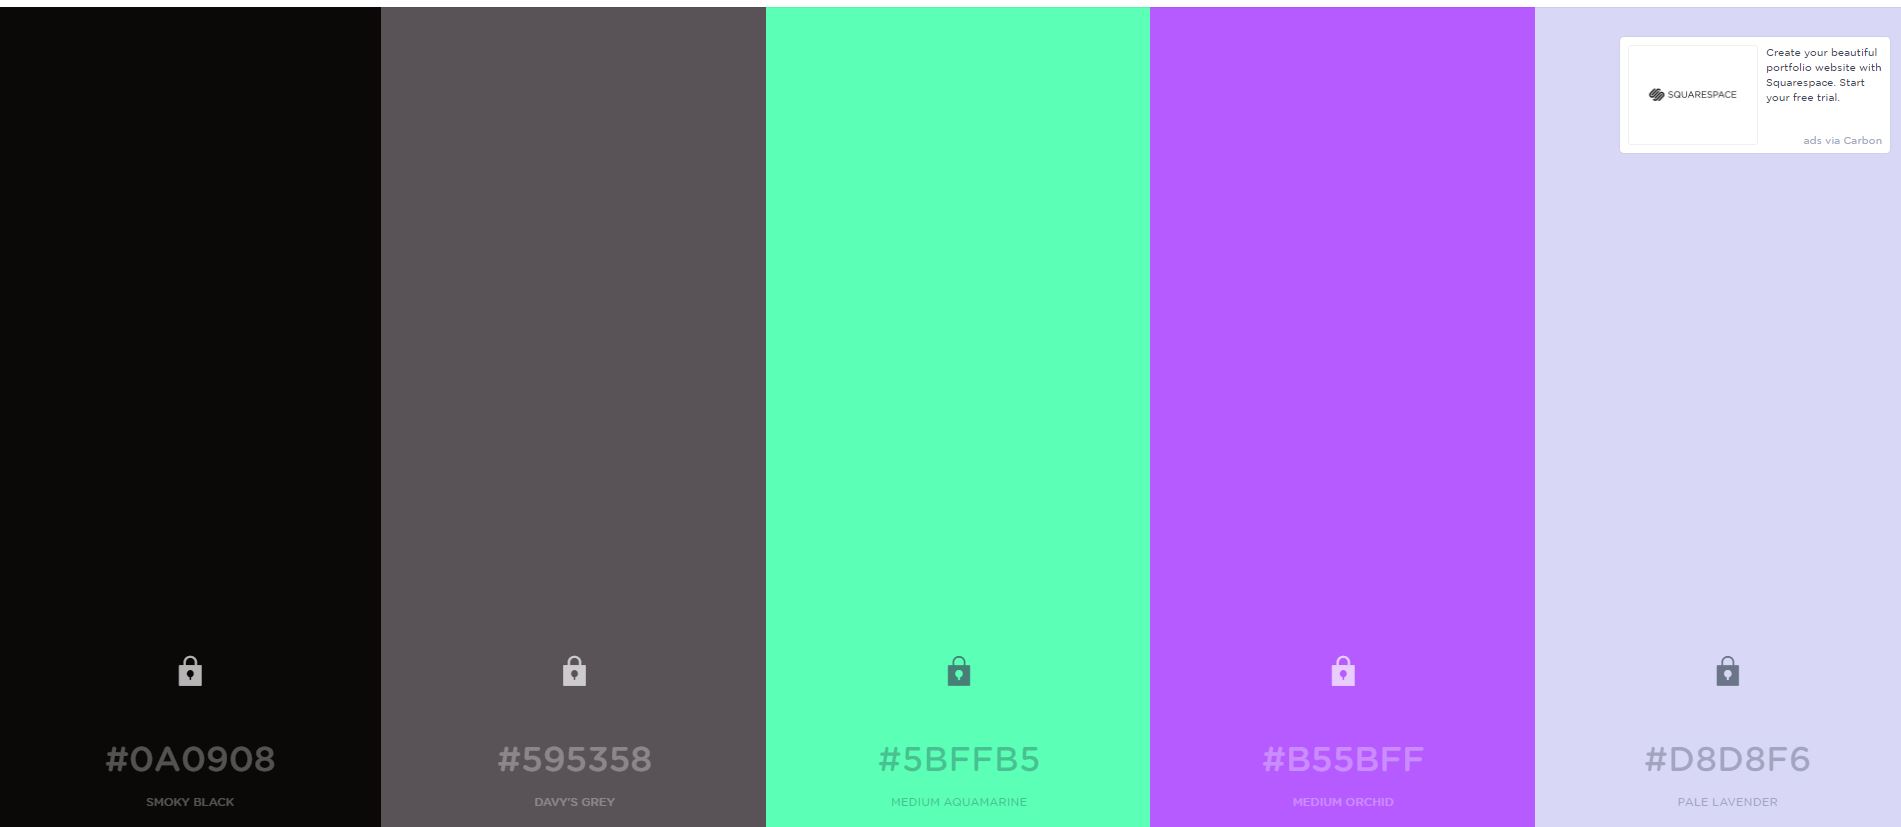 Create your beautiful
portfolio website with
Squarespace. Start
your free trial.
SQUARESPACE
ads via Carbon
#0A0908
SMOKY BLACK
#595358
DAVY'S GREY
#5BFFB5
MEDIUM AQUAMARINE
#B55BFF
MEDIUM ORCHID
#D8D8F6
PALE LAVENDER